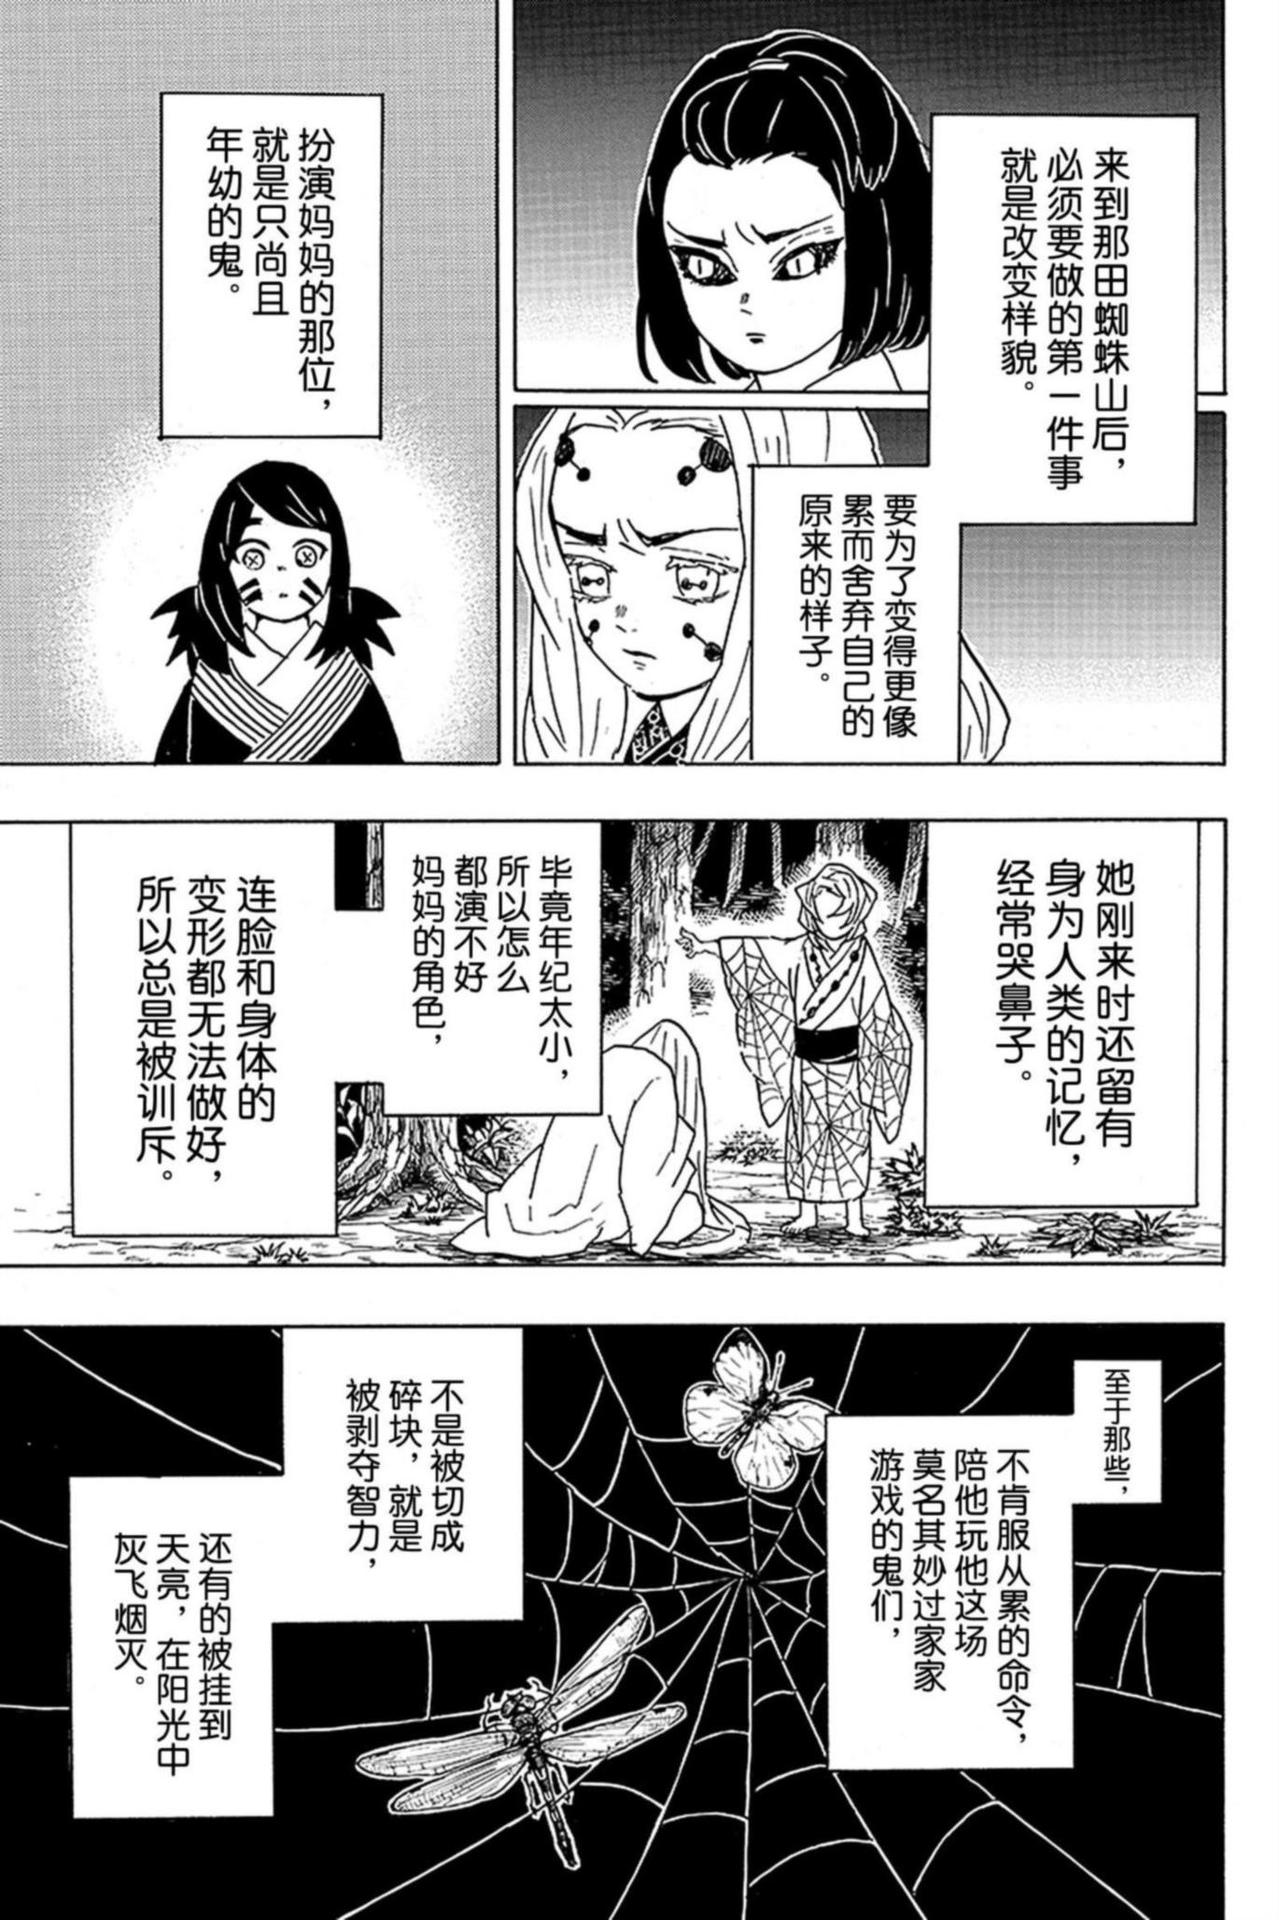 来到那田蜘蛛山后，
必须要做的第一件事
就是改变样貌。
要为了变得更像
累而舍弃自己的
原来的样子。
扮演妈妈的那位，
就是只尚且
年幼的鬼。
她刚来时还留有
身为人类的记忆，
经常哭鼻子。
毕竟年纪太小，
所以怎么
都演不好
妈妈的角色，
连脸和身体的
变形都无法做好，
所以总是被训斥。
至于那些，
不肯服从累的命令，
陪他玩他这场
莫名其妙过家家
游戏的鬼们，
不是被切成
碎块，就是
被剥夺智力，
还有的被挂到
天亮，在阳光中
灰飞烟灭。